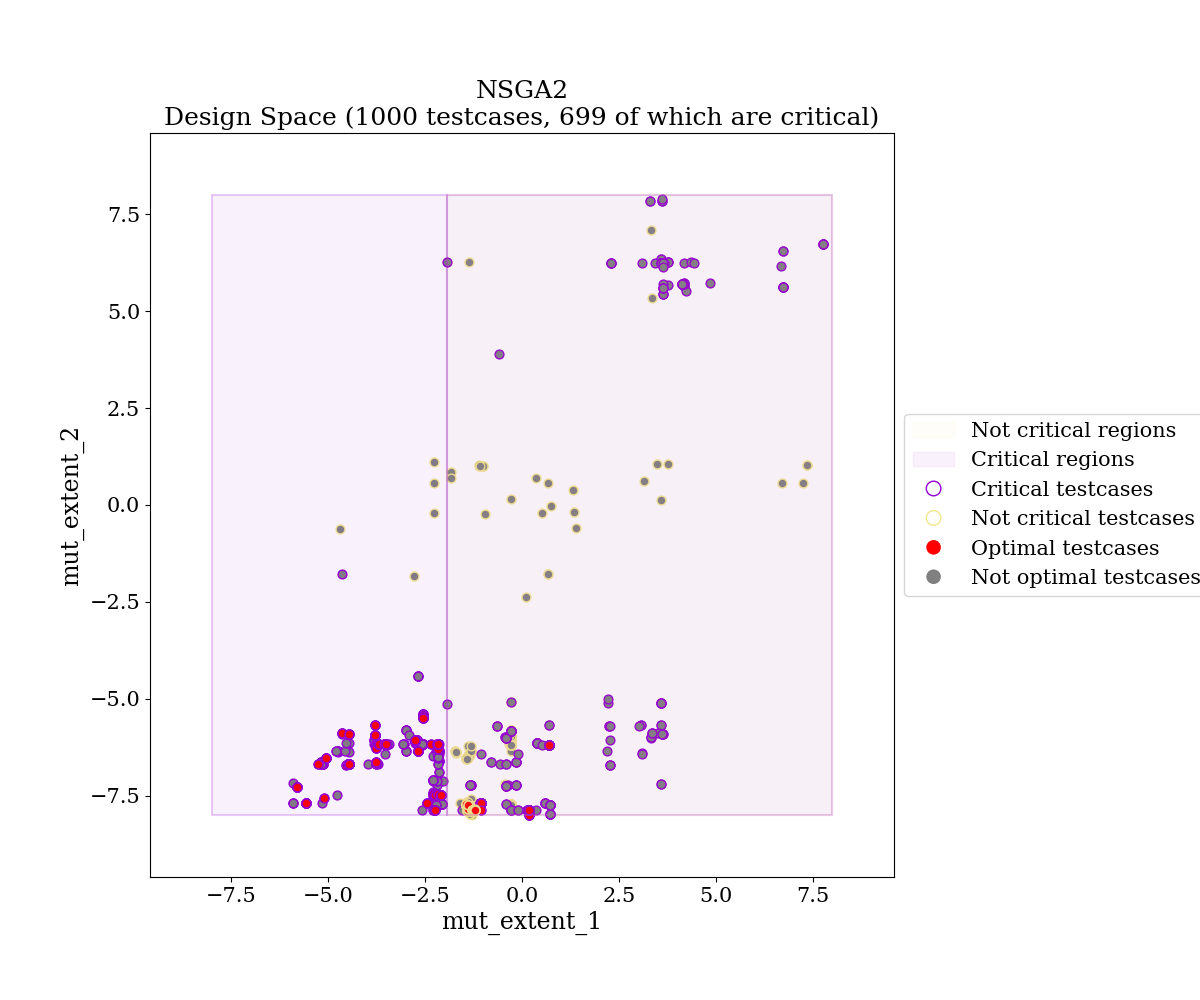 NSGA2
Design Space (1000 testcases, 699 of which are critical)
7.5
5.0
2.5
0.0
−2.5
−5.0
−7.5
mut_extent_2
−7.5
−5.0
−2.5
0.0
2.5
5.0
7.5
mut_extent_1
Not critical regions
Critical regions
Critical testcases
Not critical testcases
Optimal testcases
Not optimal testcases